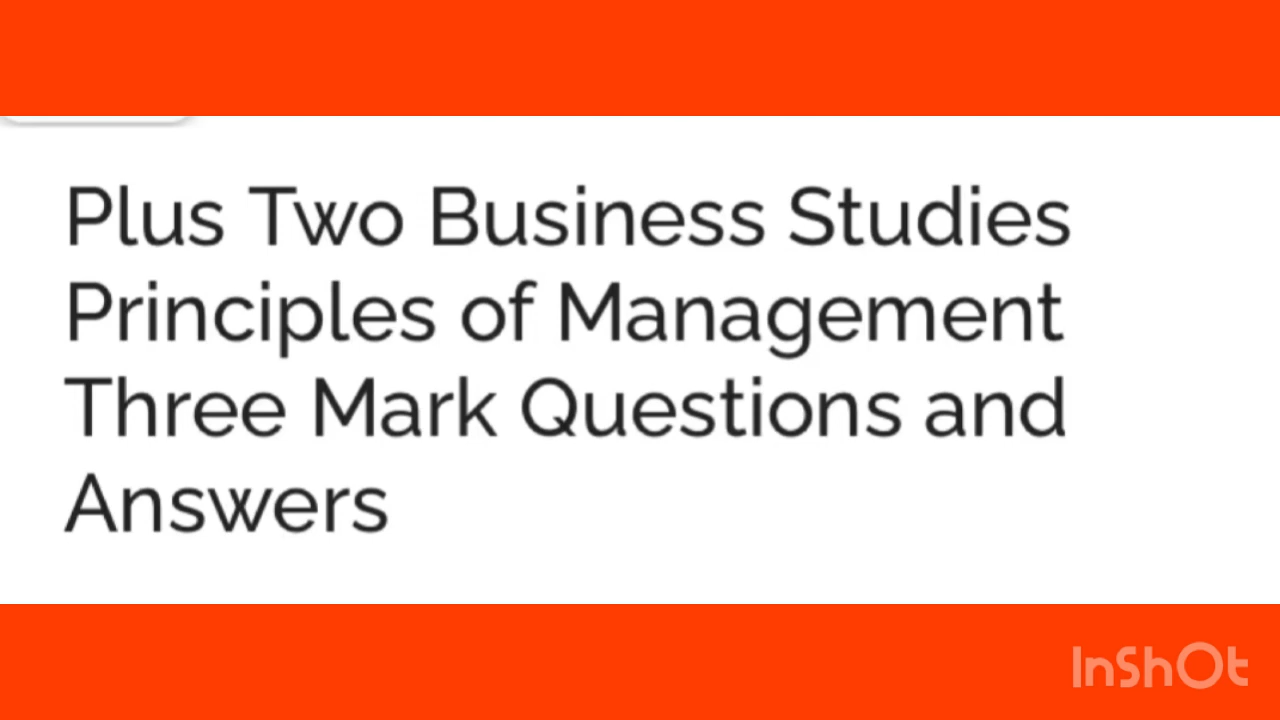 Plus Two Business Studies
Principles of Management
Three Mark Questions and
Answers
InShOt